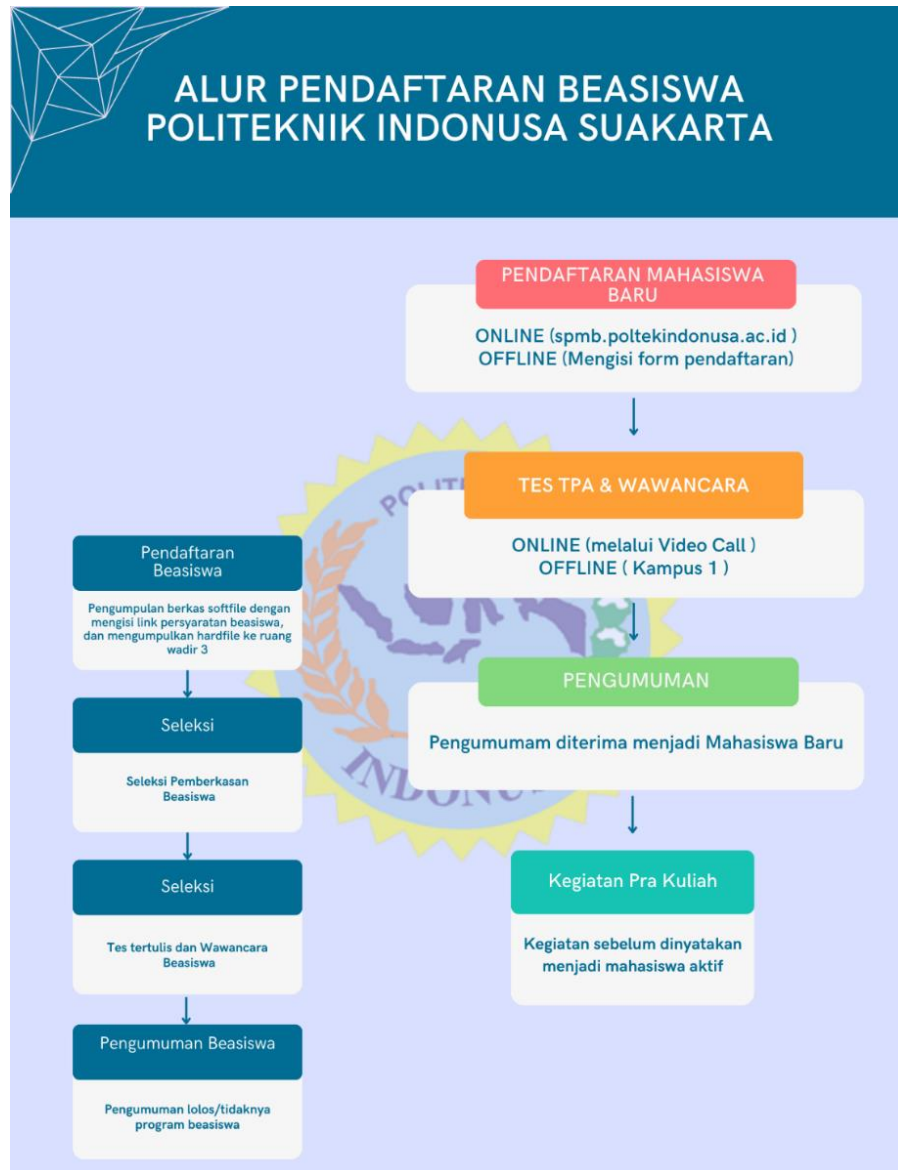 ALUR PENDAFTARAN BEASISWA
POLITEKNIK INDONUSA SUAKARTA
PENDAFTARAN MAHASISWA
BARU
ONLINE (spmb.poltekindonusa.ac.id )
OFFLINE (Mengisi form pendaftaran)
TES TPA & WAWANCARA
ONLINE (melalui Video Call )
OFFLINE ( Kampus 1 )
PENGUMUMAN
Pengumumam diterima menjadi Mahasiswa Baru
Kegiatan Pra Kuliah
Kegiatan sebelum dinyatakan
menjadi mahasiswa aktif
Pendaftaran
Beasiswa
Pengumpulan berkas softfile dengan
mengisi link persyaratan beasiswa,
dan mengumpulkan hardfile ke ruang
wadir 3
Seleksi
Seleksi Pemberkasan
Beasiswa
Seleksi
Tes tertulis dan Wawancara
Beasiswa
Pengumuman Beasiswa
Pengumuman lolos/tidaknya
program beasiswa